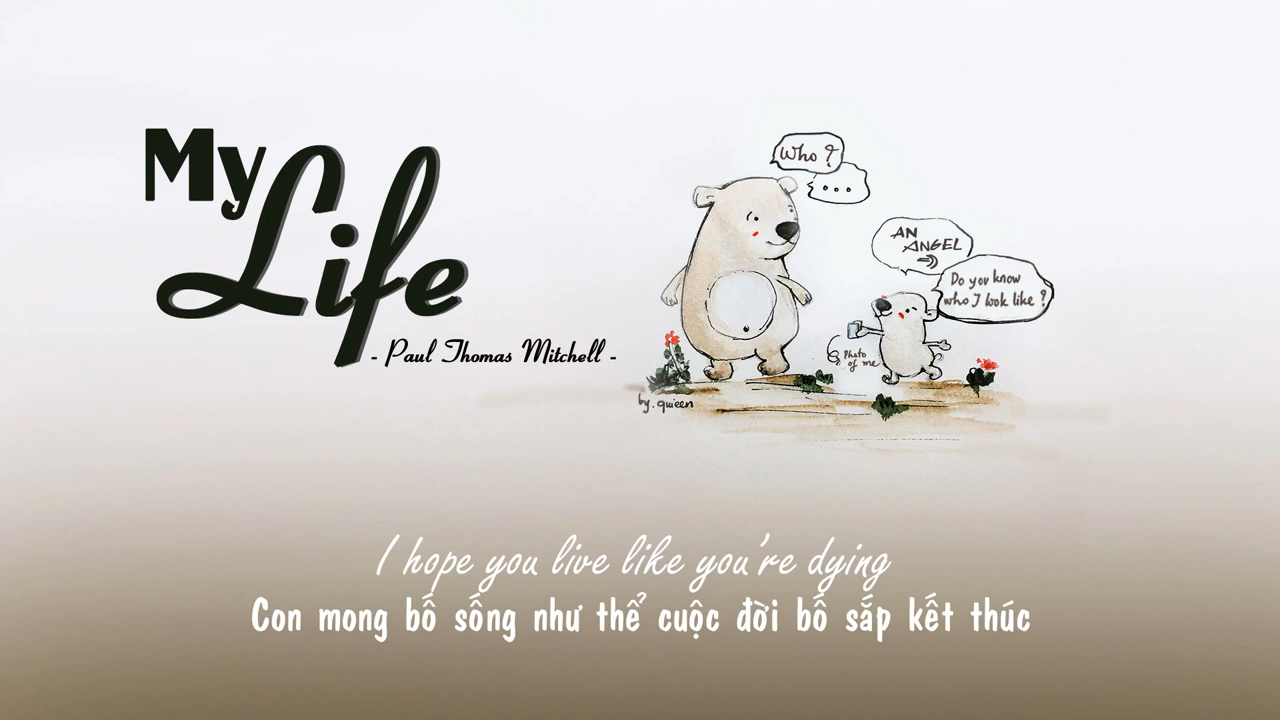 My
Life
- Paul Thomas Mitchell -
Who ?
...
AN
ANGEL
Do you know
who I look like ?
Photo
of me
by. quieen
I hope you live like you're dying
Con mong bố sống như thể cuộc đời bố sắp kết thúc